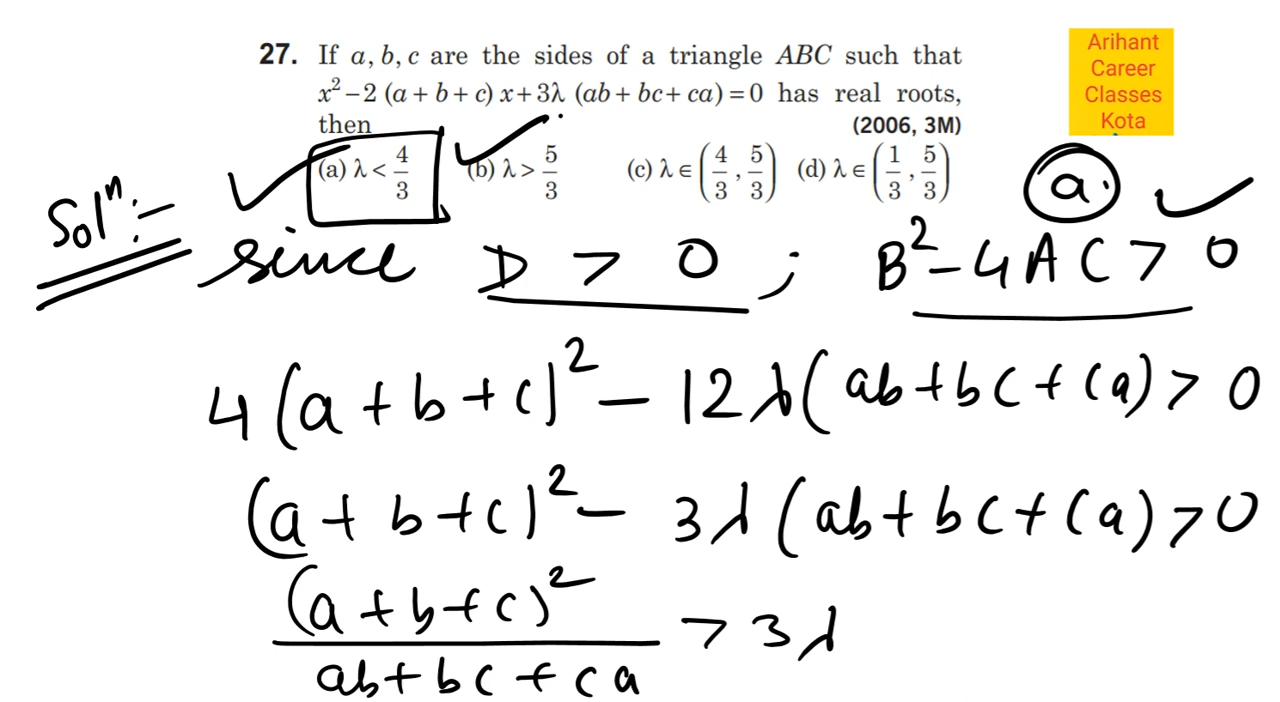 27. If a, b, c are the sides of a triangle ABC such that
x² – 2 (a + b + c) x + 3λ (ab + bc + ca) = 0 has real roots,
then (2006, 3M)
(a) λ < 4/3 (b) λ > 5/3 (c) λ ∈ (4/3, 5/3) (d) λ ∈ (1/3, 5/3)
Arihant
Career
Classes
Kota
a.
Solⁿ:-
since D > 0 ; B² - 4AC > 0
4(a + b + c)² - 12λ(ab + bc + ca) > 0
(a + b + c)² - 3λ(ab + bc + ca) > 0
(a + b + c)²
/ ab + bc + ca > 3λ